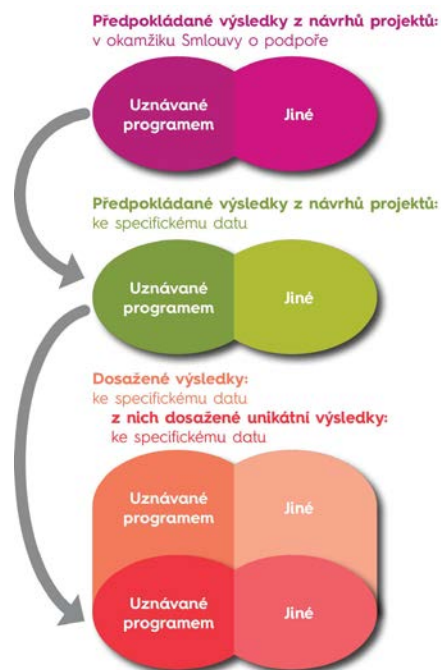 Předpokládané výsledky z návrhů projektů:
v okamžiku Smlouvy o podpoře
Uznávané
programem
Jiné
Předpokládané výsledky z návrhů projektů:
ke specifickému datu
Uznávané
programem
Jiné
Dosažené výsledky:
ke specifickému datu
z nich dosažené unikátní výsledky:
ke specifickému datu
Uznávané
programem
Jiné
Uznávané
programem
Jiné